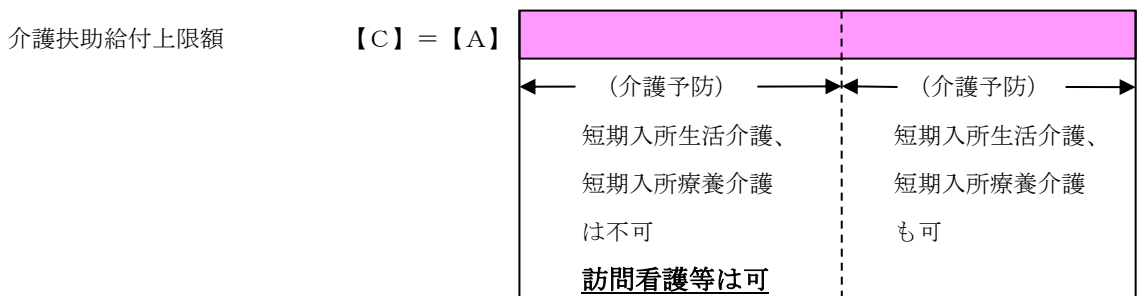 介護扶助給付上限額 【C】=【A】
(介護予防) (介護予防)
短期入所生活介護、 短期入所生活介護、
短期入所療養介護 短期入所療養介護
は不可 も可
訪問看護等は可